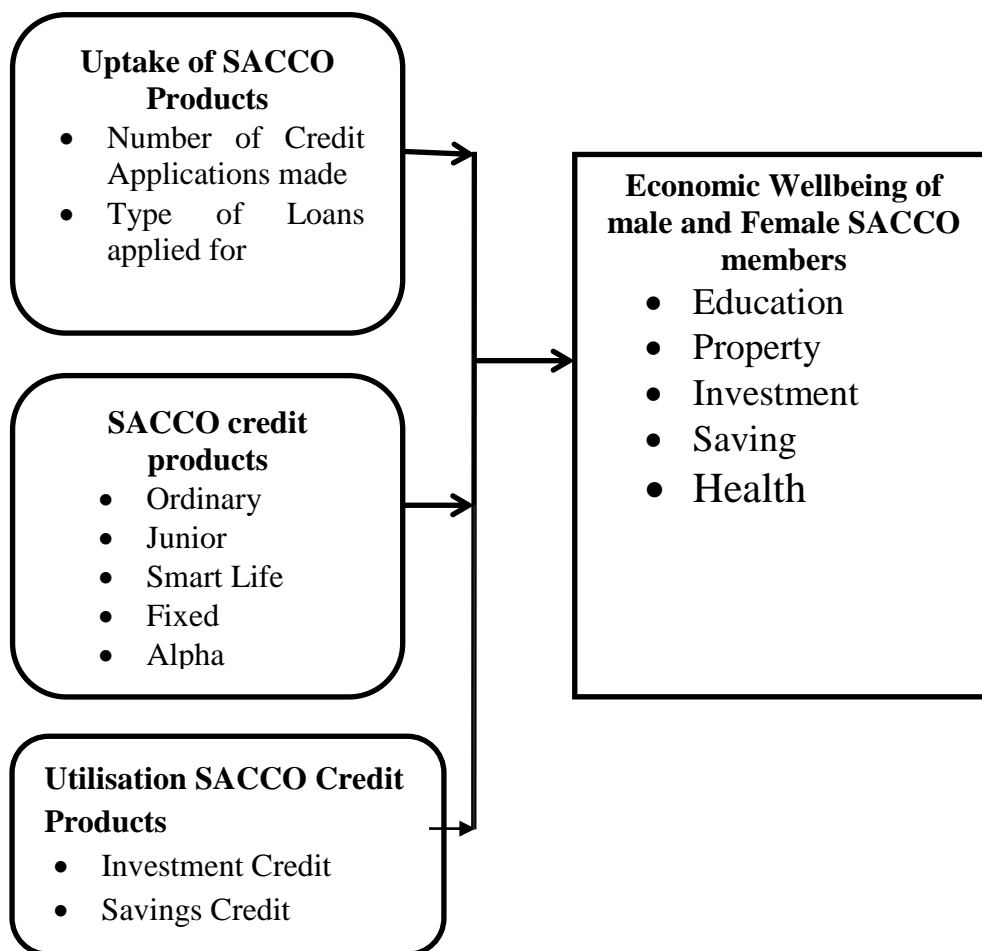 Uptake of SACCO
Products
• Number of Credit
Applications made
• Type of Loans
applied for
SACCO credit
products
• Ordinary
• Junior
• Smart Life
• Fixed
• Alpha
Utilisation SACCO Credit
Products
• Investment Credit
• Savings Credit
Economic Wellbeing of
male and Female SACCO
members
• Education
• Property
• Investment
• Saving
• Health